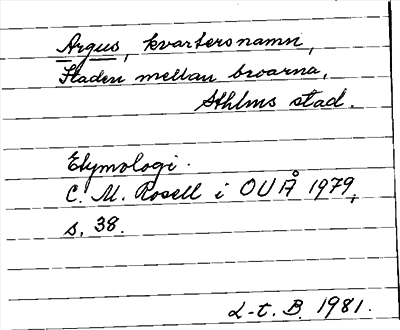 Argus, kvartersnamn,
Staden mellan broarna,
Sthlms stad.
Etymologi.
C. M. Rosell i OUÅ 1979,
s. 38.
L-t. B. 1981.